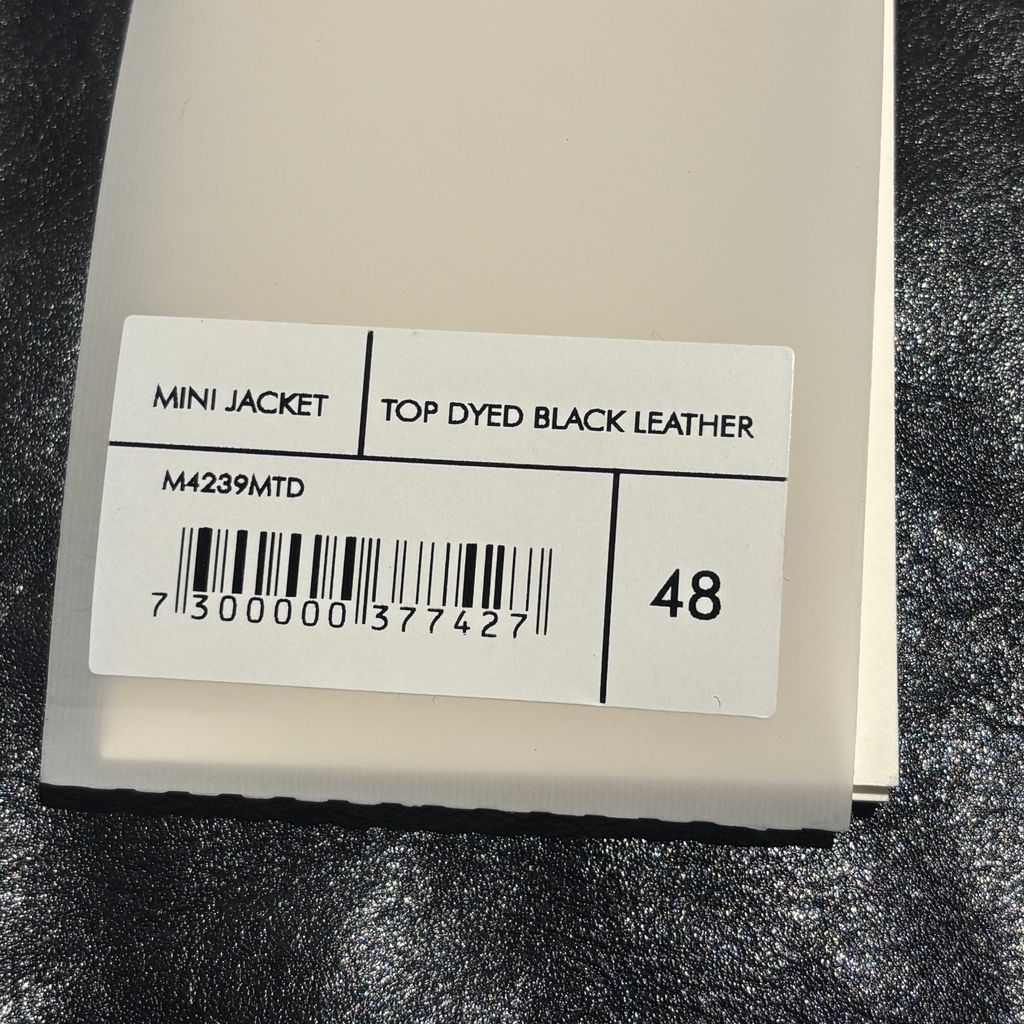 MINI JACKET
TOP DYED BLACK LEATHER
M4239MTD
7 300000 377427
48